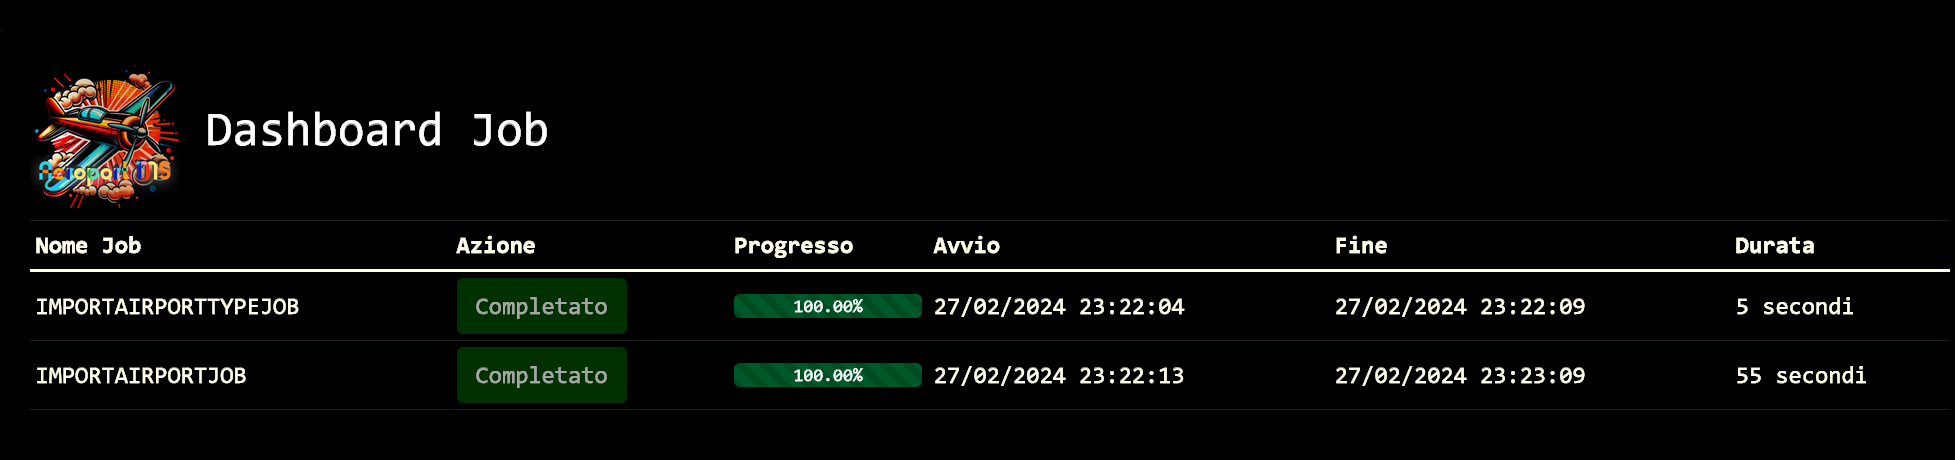 Dashboard Job
Nome Job Azione Progresso Avvio Fine Durata
IMPORTAIRPORTTYPEJOB Completato 100.00% 27/02/2024 23:22:04 27/02/2024 23:22:09 5 secondi
IMPORTAIRPORTJOB Completato 100.00% 27/02/2024 23:22:13 27/02/2024 23:23:09 55 secondi